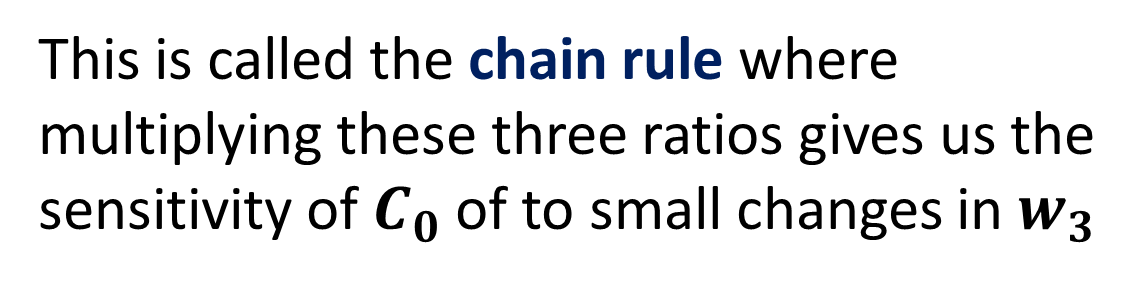 This is called the chain rule where
multiplying these three ratios gives us the
sensitivity of C₀ of to small changes in w₃